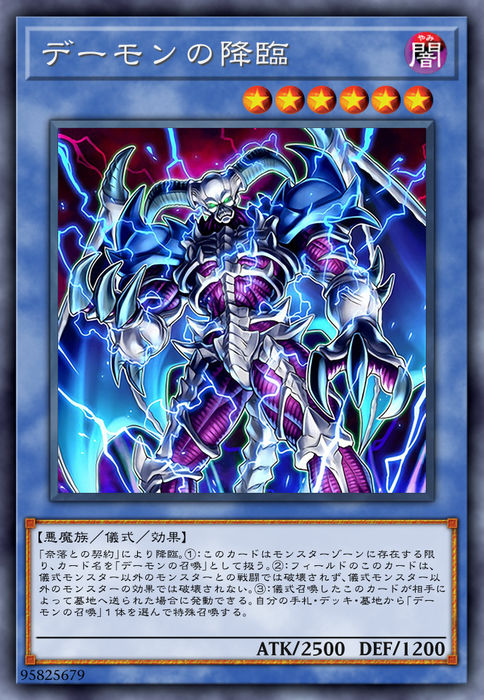 デーモンの降臨
やみ
闇
【悪魔族／儀式／効果】
「奈落との契約」により降臨。①:このカードはモンスターゾーンに存在する限
り、カード名を「デーモンの召喚」として扱う。②:フィールドのこのカードは、
儀式モンスター以外のモンスターとの戦闘では破壊されず、儀式モンスター以
外のモンスターの効果では破壊されない。③:儀式召喚したこのカードが相手に
よって墓地へ送られた場合に発動できる。自分の手札・デッキ・墓地から「デー
モンの召喚」１体を選んで特殊召喚する。
ATK/2500 DEF/1200
95825679